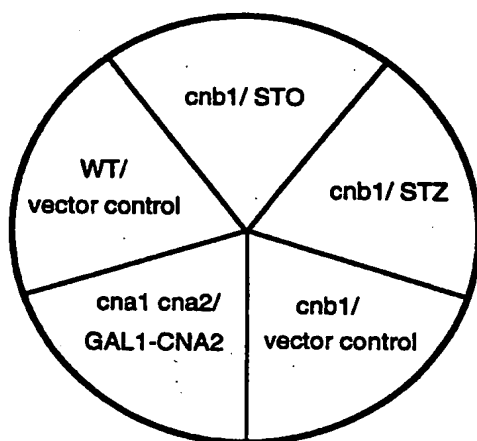 cnb1/ STO
WT/
vector control
cnb1/ STZ
cna1 cna2/
GAL1-CNA2
cnb1/
vector control